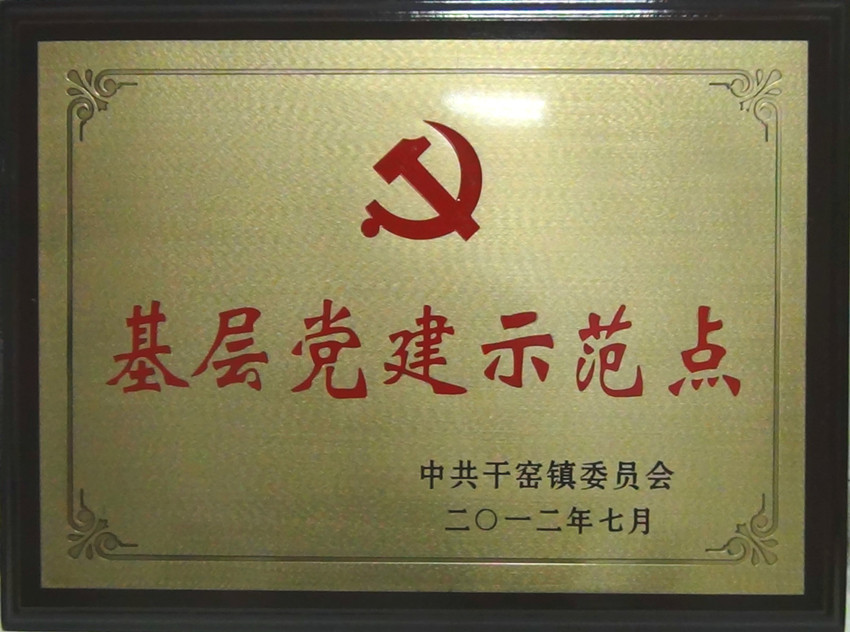 基层党建示范点
中共干窑镇委员会
二〇一二年七月